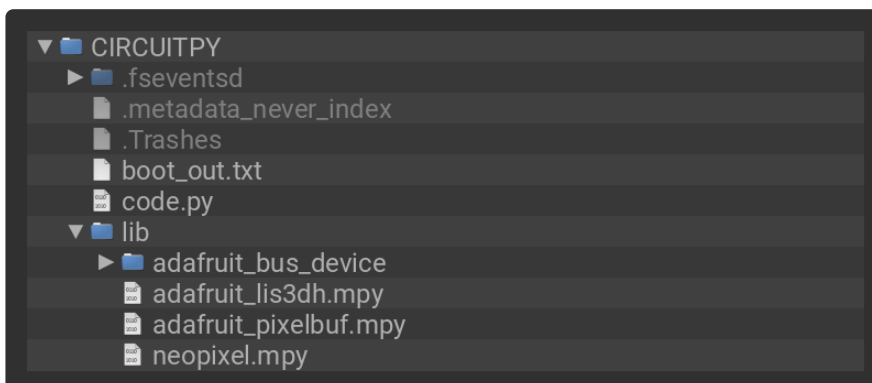 CIRCUITPY
.fseventsd
.metadata_never_index
.Trashes
boot_out.txt
code.py
lib
adafruit_bus_device
adafruit_lis3dh.mpy
adafruit_pixelbuf.mpy
neopixel.mpy